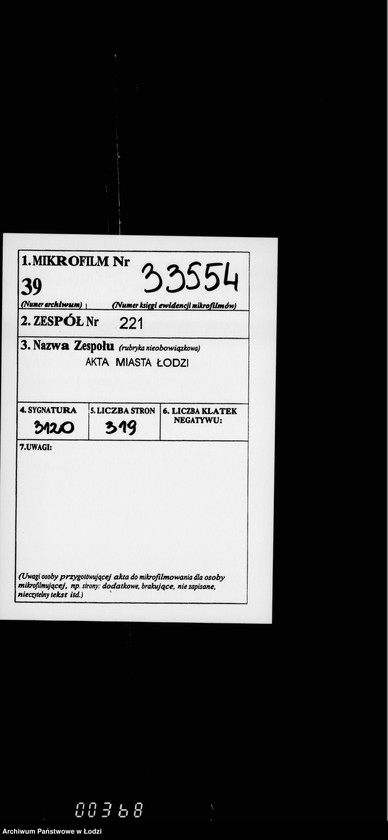 1. MIKROFILM Nr
39 33554
(Numer archiwum) (Numer księgi ewidencji mikrofilmów)
2. ZESPÓŁ Nr 221
3. Nazwa Zespołu (rubryka nieobowiązkowa)
AKTA MIASTA ŁODZI
4. SYGNATURA 5. LICZBA STRON 6. LICZBA KLATEK
NEGATYWU:
3120 319
7.UWAGI:
(Uwagi osoby przygotowującej akta do mikrofilmowania dla osoby
mikrofilmującej, np. strony: dodatkowe, brakujące, nie zapisane,
nieczytelny tekst itd.)
00368
Archiwum Państwowe w Łodzi